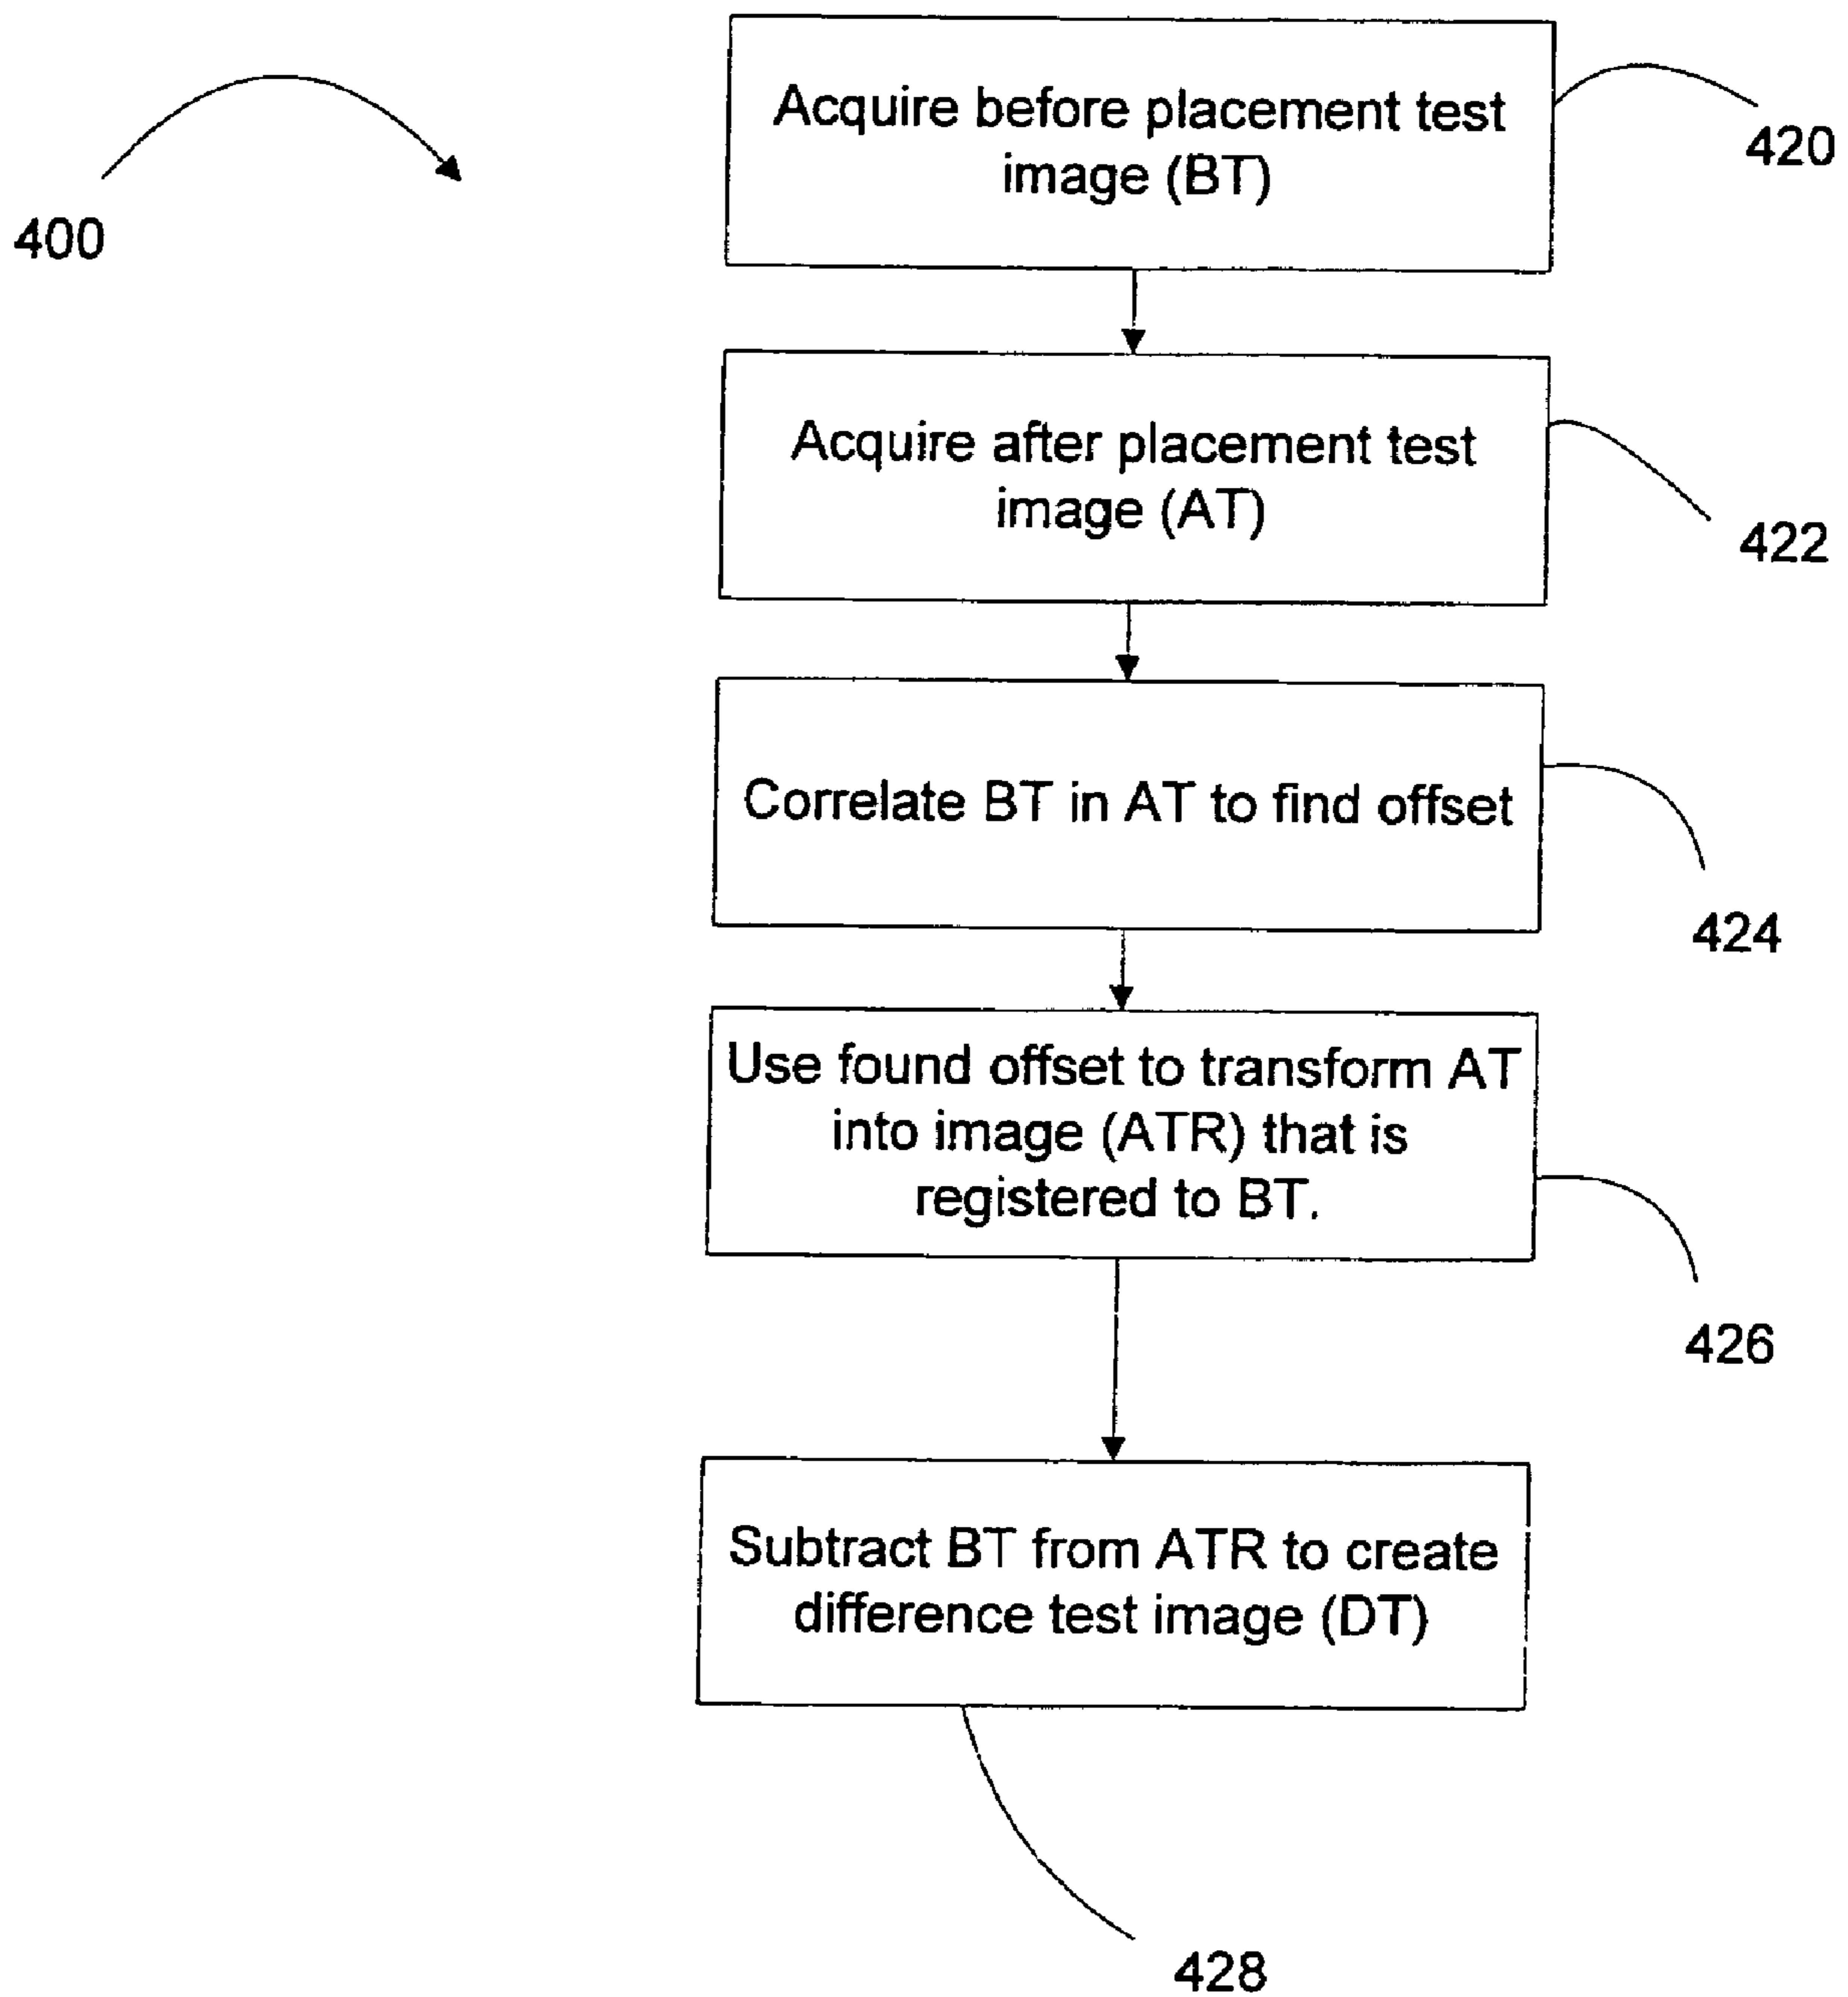 Acquire before placement test
image (BT)
420
400
Acquire after placement test
image (AT)
422
Correlate BT in AT to find offset
424
Use found offset to transform AT
into image (ATR) that is
registered to BT.
426
Subtract BT from ATR to create
difference test image (DT)
428